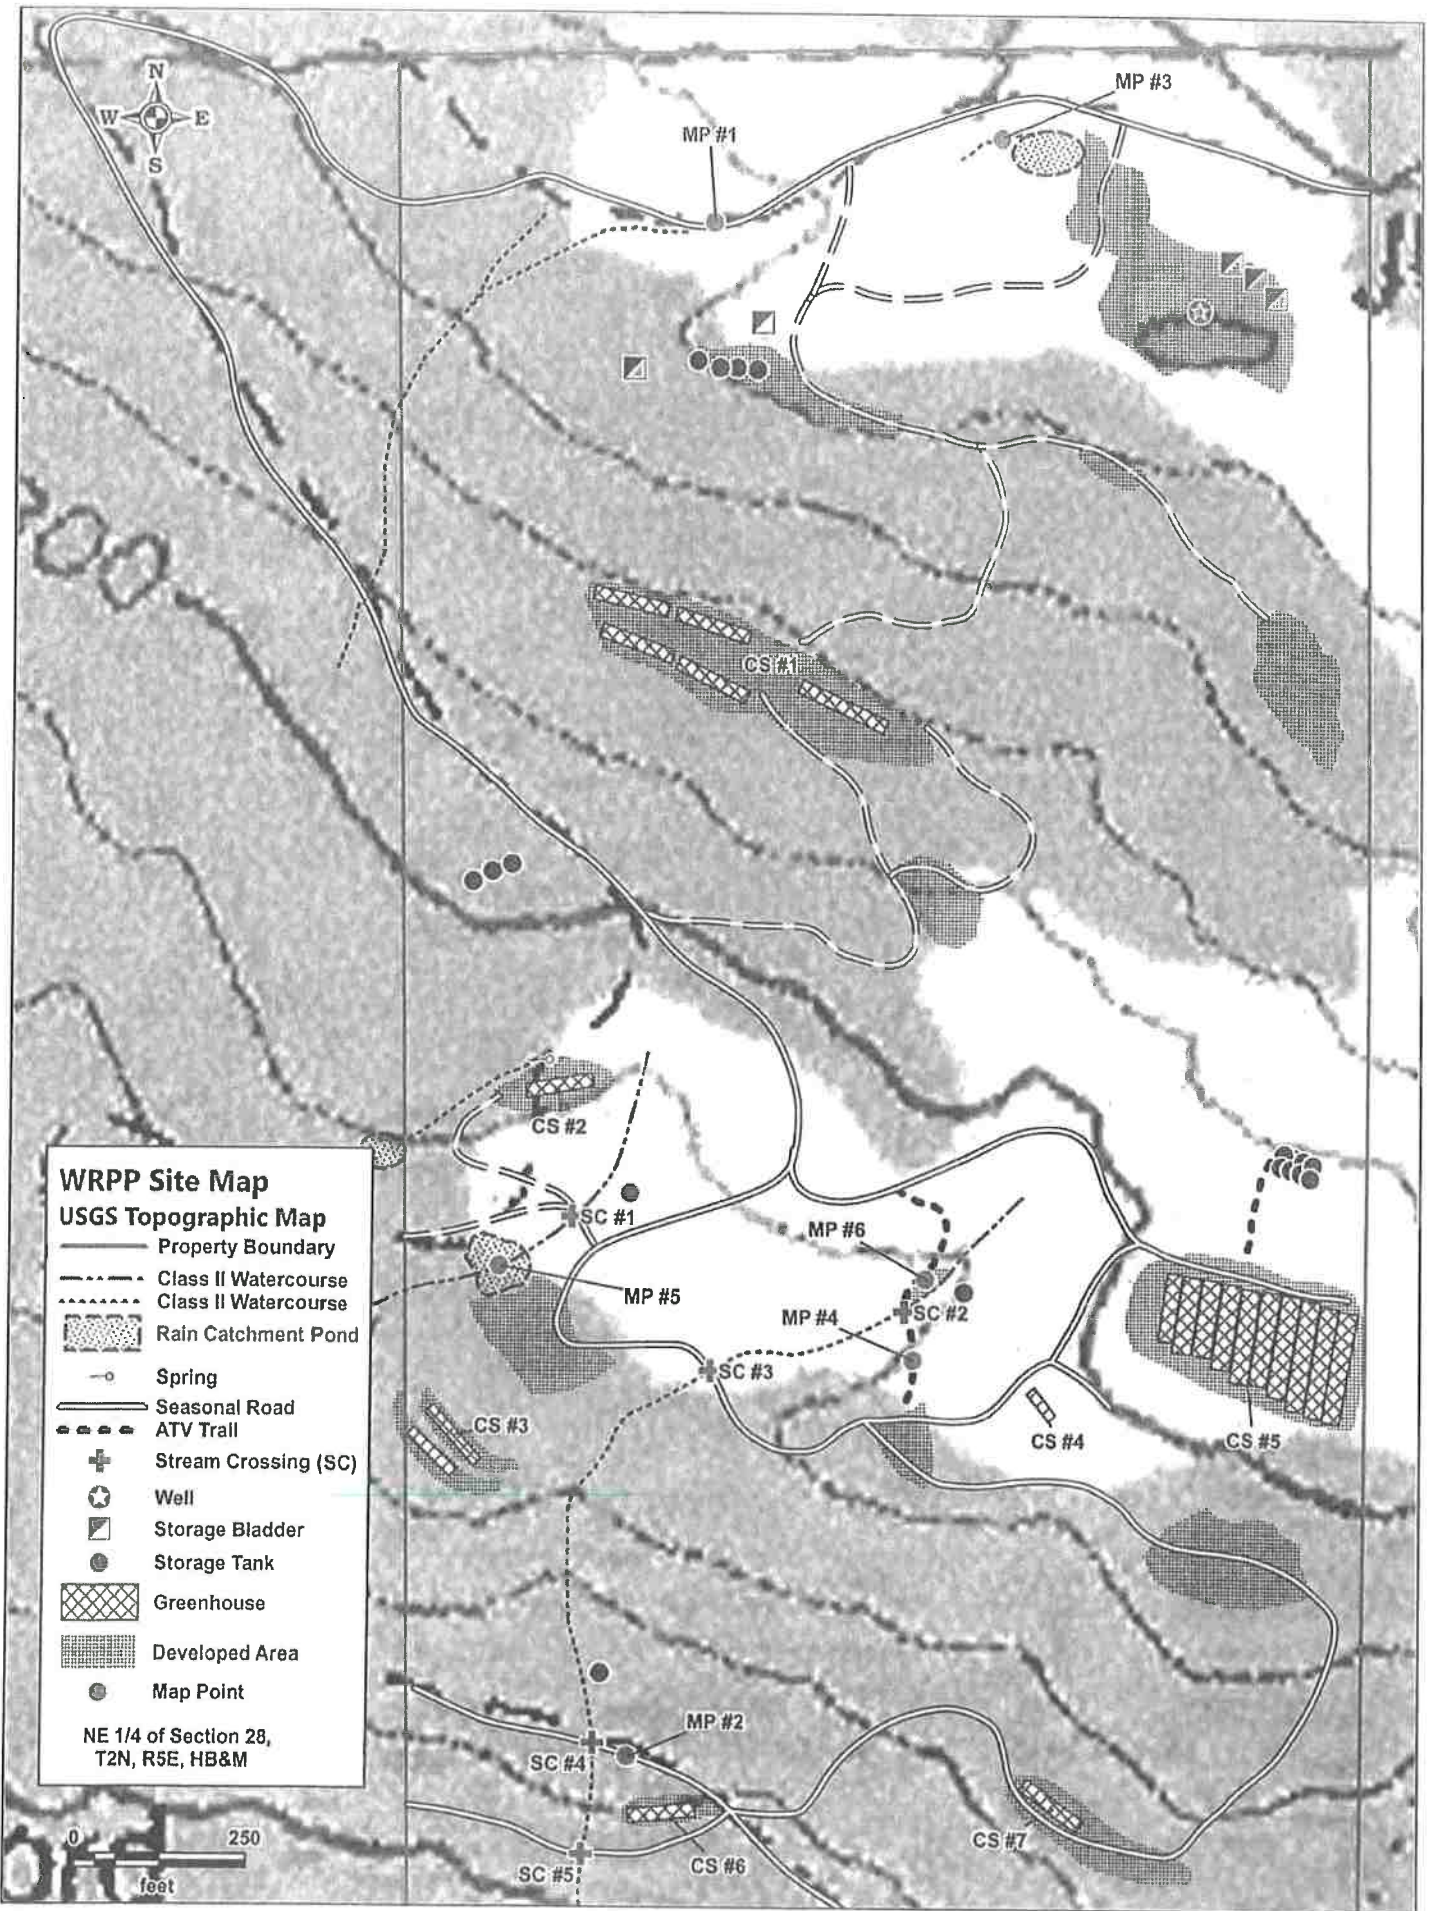 N
W E
S
MP #3
MP #1
CS #1
CS #2
SC #1
MP #6
MP #5
SC #2
MP #4
SC #3
CS #3
CS #4
CS #5
WRPP Site Map
USGS Topographic Map
Property Boundary
Class II Watercourse
Class II Watercourse
Rain Catchment Pond
Spring
Seasonal Road
ATV Trail
Stream Crossing (SC)
Well
Storage Bladder
Storage Tank
Greenhouse
Developed Area
Map Point
NE 1/4 of Section 28,
T2N, R5E, HB&M
MP #2
SC #4
CS #7
CS #6
SC #5
0 250
feet